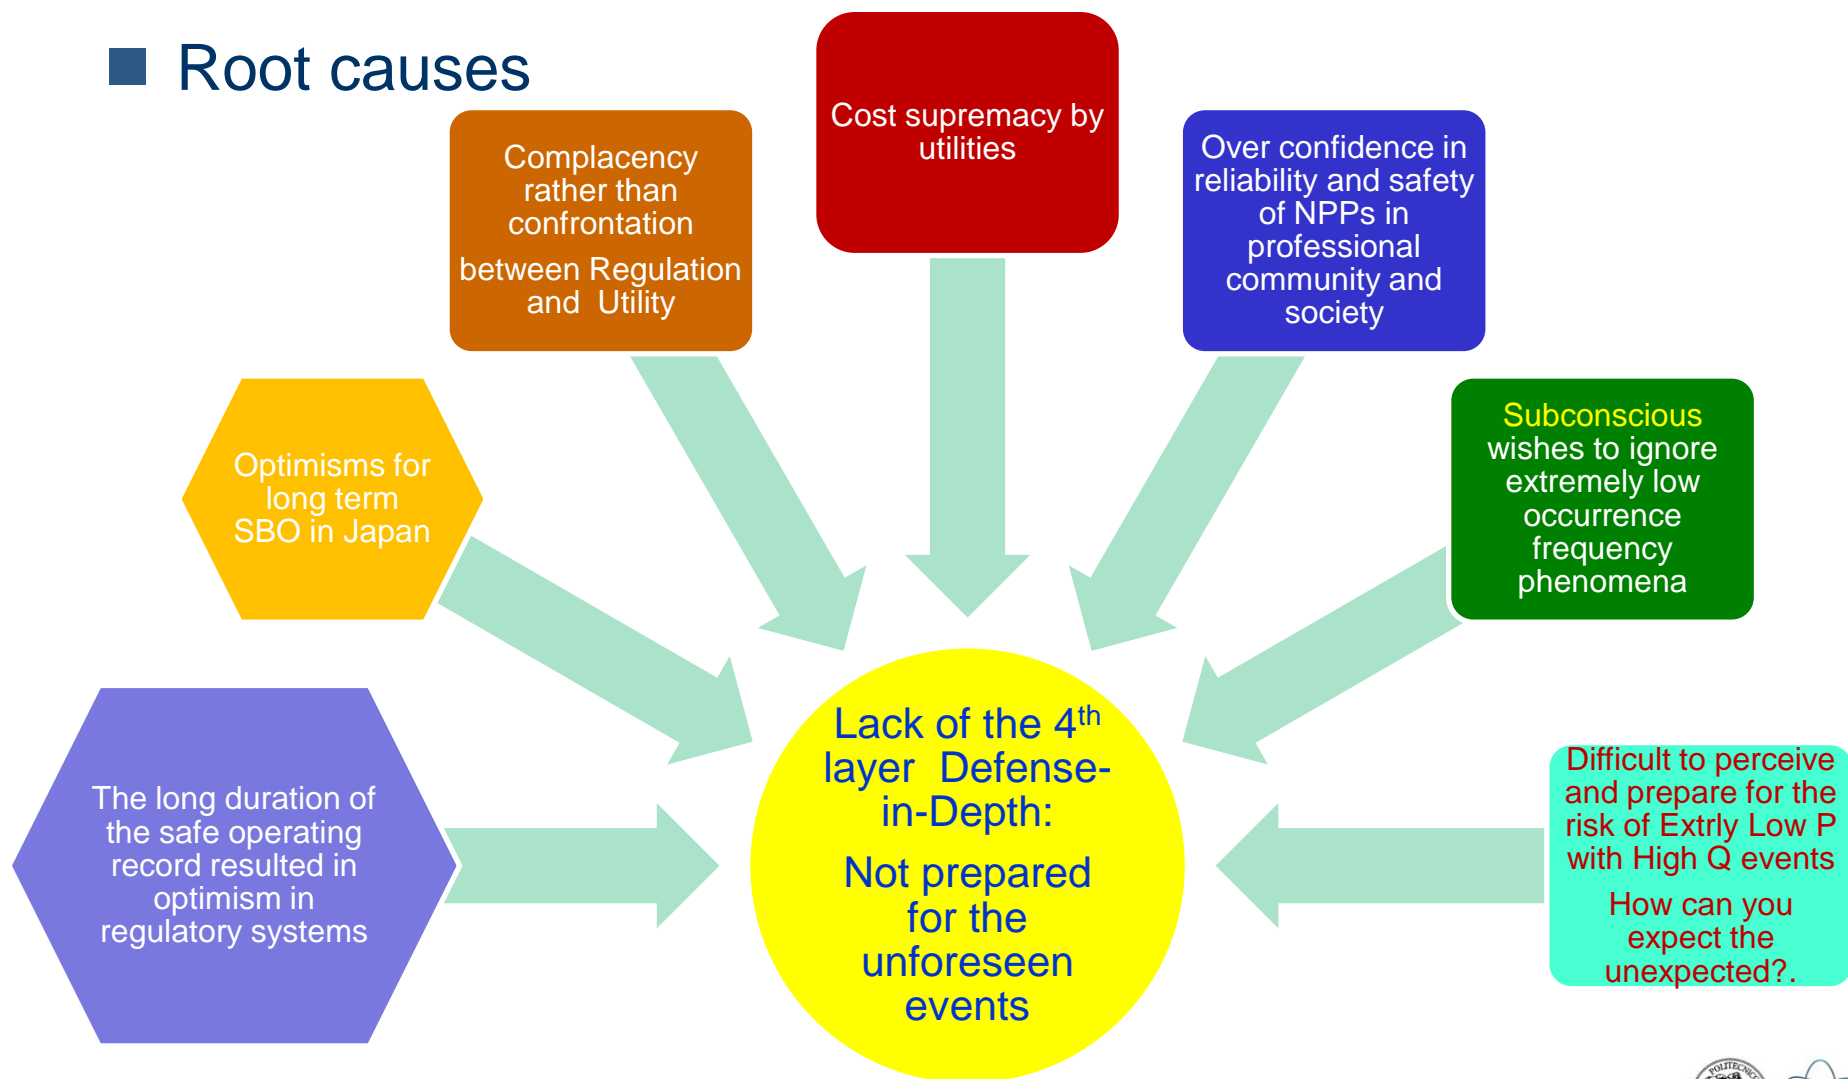 Root causes
Cost supremacy by
utilities
Complacency
rather than
confrontation
between Regulation
and Utility
Over confidence in
reliability and safety
of NPPs in
professional
community and
society
Optimisms for
long term
SBO in Japan
Subconscious
wishes to ignore
extremely low
occurrence
frequency
phenomena
The long duration of
the safe operating
record resulted in
optimism in
regulatory systems
Lack of the 4th
layer Defense-
in-Depth:
Not prepared
for the
unforeseen
events
Difficult to perceive
and prepare for the
risk of Extrly Low P
with High Q events
How can you
expect the
unexpected?.